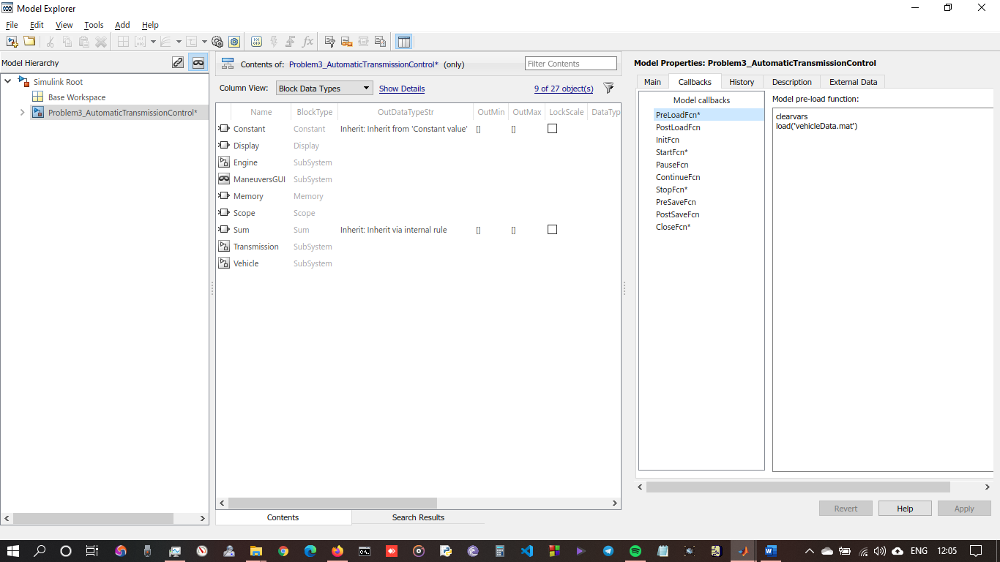 Model Explorer
File Edit View Tools Add Help
Model Hierarchy
Simulink Root
Base Workspace
Problem3_AutomaticTransmissionControl*
Contents of: Problem3_AutomaticTransmissionControl* (only)
Filter Contents
Column View: Block Data Types Show Details 9 of 27 object(s)
Name BlockType OutDataTypeStr OutMin OutMax LockScale DataTyp
Constant Constant Inherit: Inherit from 'Constant value' [] []
Display Display
Engine SubSystem
ManeuversGUI SubSystem
Memory Memory
Scope Scope
Sum Sum Inherit: Inherit via internal rule [] []
Transmission SubSystem
Vehicle SubSystem
Contents Search Results
Model Properties: Problem3_AutomaticTransmissionControl
Main Callbacks History Description External Data
Model callbacks
PreLoadFcn*
PostLoadFcn
InitFcn
StartFcn*
PauseFcn
ContinueFcn
StopFcn*
PreSaveFcn
PostSaveFcn
CloseFcn*
Model pre-load function:
clearvars
load('vehicleData.mat')
Revert Help Apply
ENG 12:05